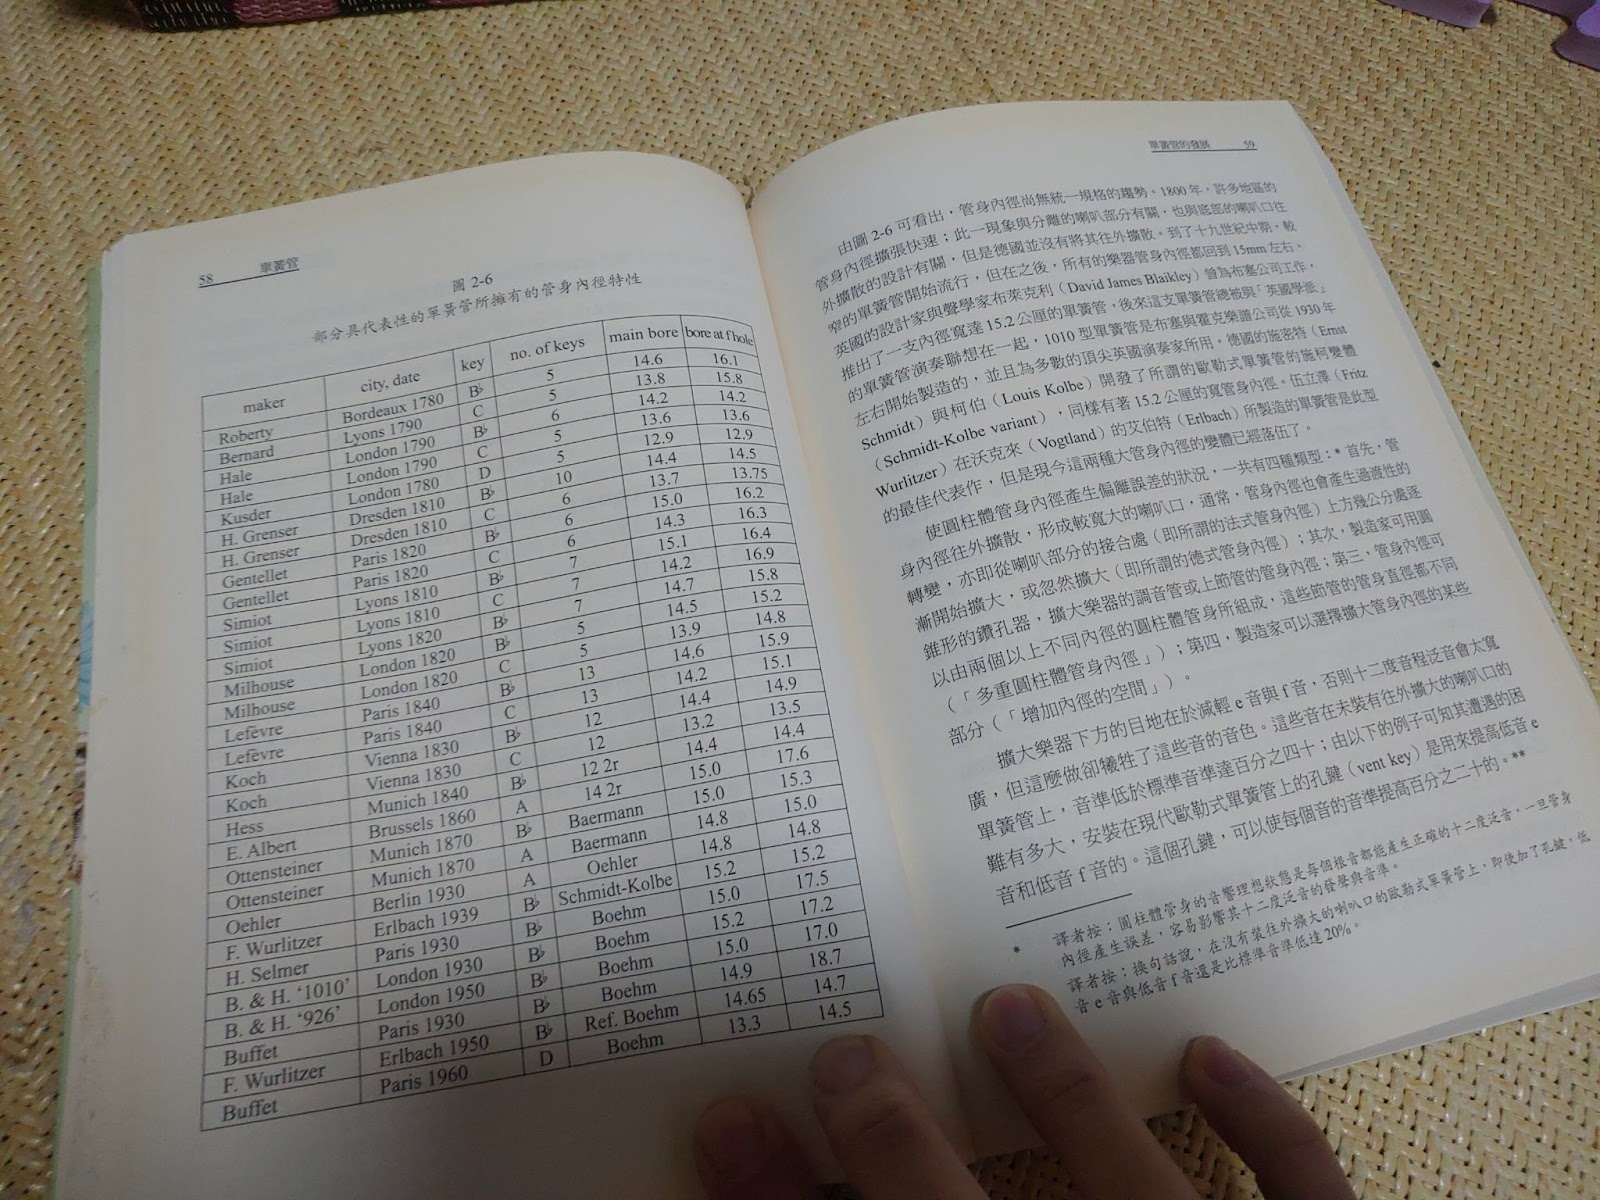 58 單簧管
圖 2-6
部分具代表性的單簧管所擁有的管身內徑特性
maker city, date key no. of keys main bore bore at f hole
Roberty Bordeaux 1780 B♭ 5 14.6 16.1
Bernard Lyons 1790 C 5 13.8 15.8
Hale London 1790 B♭ 6 14.2 14.2
Hale London 1790 C 5 13.6 13.6
Kusder London 1780 D 5 12.9 12.9
H. Grenser Dresden 1810 B♭ 10 14.4 14.5
H. Grenser Dresden 1810 C 6 13.7 13.75
Gentellet Paris 1820 B♭ 6 15.0 16.2
Gentellet Paris 1820 C 6 14.3 16.3
Simiot Lyons 1810 B♭ 7 15.1 16.4
Simiot Lyons 1810 C 7 14.2 16.9
Simiot Lyons 1820 B♭ 7 14.7 15.8
Milhouse London 1820 B♭ 5 14.5 15.2
Milhouse London 1820 C 5 13.9 14.8
Lefèvre Paris 1840 B♭ 13 14.6 15.9
Lefèvre Paris 1840 C 13 14.2 15.1
Koch Vienna 1830 B♭ 12 14.4 14.9
Koch Vienna 1830 C 12 13.2 13.5
Hess Munich 1840 B♭ 12 2r 14.4 14.4
E. Albert Brussels 1860 A 14 2r 15.0 17.6
Ottensteiner Munich 1870 B♭ Baermann 15.0 15.3
Ottensteiner Munich 1870 A Baermann 14.8 15.0
Oehler Berlin 1930 A Oehler 14.8 14.8
F. Wurlitzer Erlbach 1939 B♭ Schmidt-Kolbe 15.2 15.2
H. Selmer Paris 1930 B♭ Boehm 15.0 17.5
B. & H. ‘1010’ London 1930 B♭ Boehm 15.2 17.2
B. & H. ‘926’ London 1950 B♭ Boehm 15.0 17.0
Buffet Paris 1930 B♭ Boehm 14.9 18.7
F. Wurlitzer Erlbach 1950 B♭ Ref. Boehm 14.65 14.7
Buffet Paris 1960 D Boehm 13.3 14.5
單簧管的發展 59
由圖 2-6 可看出，管身內徑尚無統一規格的趨勢。1800 年，許多地區的
管身內徑擴張快速；此一現象與分離的喇叭部分有關，也與底部的喇叭口往
外擴散的設計有關，但是德國並沒有將其往外擴散。到了十九世紀中期，較
窄的單簧管開始流行，但在之後，所有的樂器管身內徑都回到 15mm 左右。
英國的設計家與聲學家布萊克利（David James Blaikley）曾為布塞公司工作，
推出了一支內徑寬達 15.2 公厘的單簧管，後來這支單簧管總被與「英國學派」
的單簧管演奏聯想在一起，1010 型單簧管是布塞與霍克樂譜公司從 1930 年
左右開始製造的，並且為多數的頂尖英國演奏家所用。德國的施密特（Ernst
Schmidt）與柯伯（Louis Kolbe）開發了所謂的歐勒式單簧管的施柯變體
（Schmidt-Kolbe variant），同樣有著 15.2 公厘的寬管身內徑。伍立澤（Fritz
Wurlitzer）在沃克來（Vogtland）的艾伯特（Erlbach）所製造的單簧管是此型
的最佳代表作，但是現今這兩種大管身內徑的變體已經落伍了。
使圓柱體管身內徑產生偏離誤差的狀況，一共有四種類型：* 首先，管
身內徑往外擴散，形成較寬大的喇叭口，通常，管身內徑也會產生過渡性的
轉變，亦即從喇叭部分的接合處（即所謂的法式管身內徑）上方幾公分處逐
漸開始擴大，或忽然擴大（即所謂的德式管身內徑）；其次，製造家可用圓
錐形的鑽孔器，擴大樂器的調音管或上節管的管身內徑；第三，管身內徑可
以由兩個以上不同內徑的圓柱體管身所組成，這些節管的管身直徑都不同
（「多重圓柱體管身內徑」）；第四，製造家可以選擇擴大管身內徑的某些
部分（「增加內徑的空間」）。
擴大樂器下方的目地在於減輕 e 音與 f 音，否則十二度音程泛音會太寬
廣，但這麼做卻犧牲了這些音的音色。這些音在未裝有往外擴大的喇叭口的
單簧管上，音準低於標準音準達百分之四十；由以下的例子可知其遭遇的困
難有多大，安裝在現代歐勒式單簧管上的孔鍵（vent key）是用來提高低音 e
音和低音 f 音的。這個孔鍵，可以使每個音的音準提高百分之二十的。**
* 譯者按：圓柱體管身的音響理想狀態是每個根音都能產生正確的十二度泛音，一旦管身
內徑產生誤差，容易影響其十二度泛音的發聲與音準。
譯者按：換句話說，在沒有裝往外擴大的喇叭口的歐勒式單簧管上，即使加了孔鍵，低
音 e 音與低音 f 音還是比標準音準低達 20%。